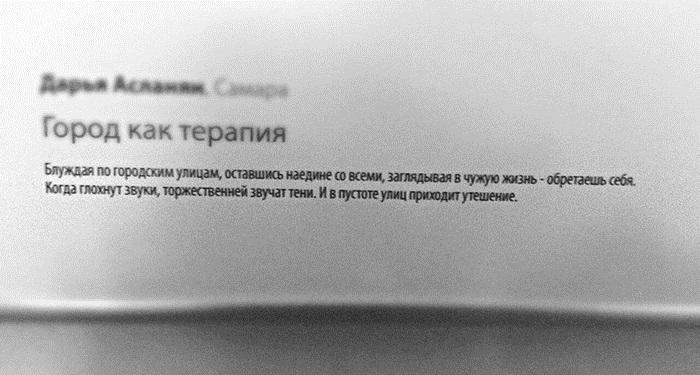 Дарья Асланян. Самара
Город как терапия
Блуждая по городским улицам, оставшись наедине со всеми, заглядывая в чужую жизнь - обретаешь себя.
Когда глохнут звуки, торжественней звучат тени. И в пустоте улиц приходит утешение.